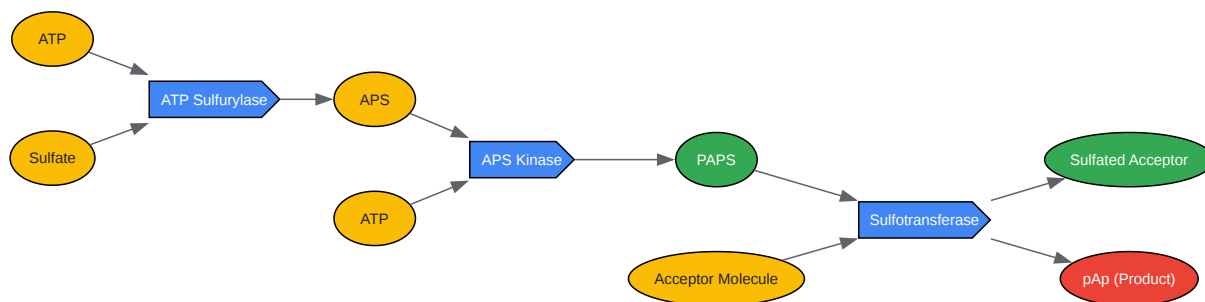 ATP
ATP Sulfurylase
APS
Sulfate
APS Kinase
ATP
PAPS
Sulfated Acceptor
Sulfotransferase
Acceptor Molecule
pAp (Product)